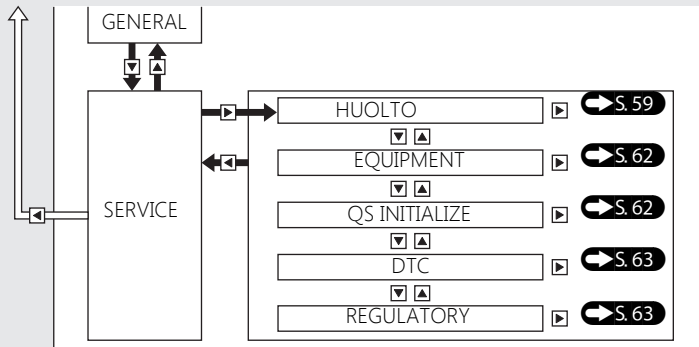 GENERAL
HUOLTO S. 59
EQUIPMENT S. 62
SERVICE
QS INITIALIZE S. 62
DTC S. 63
REGULATORY S. 63